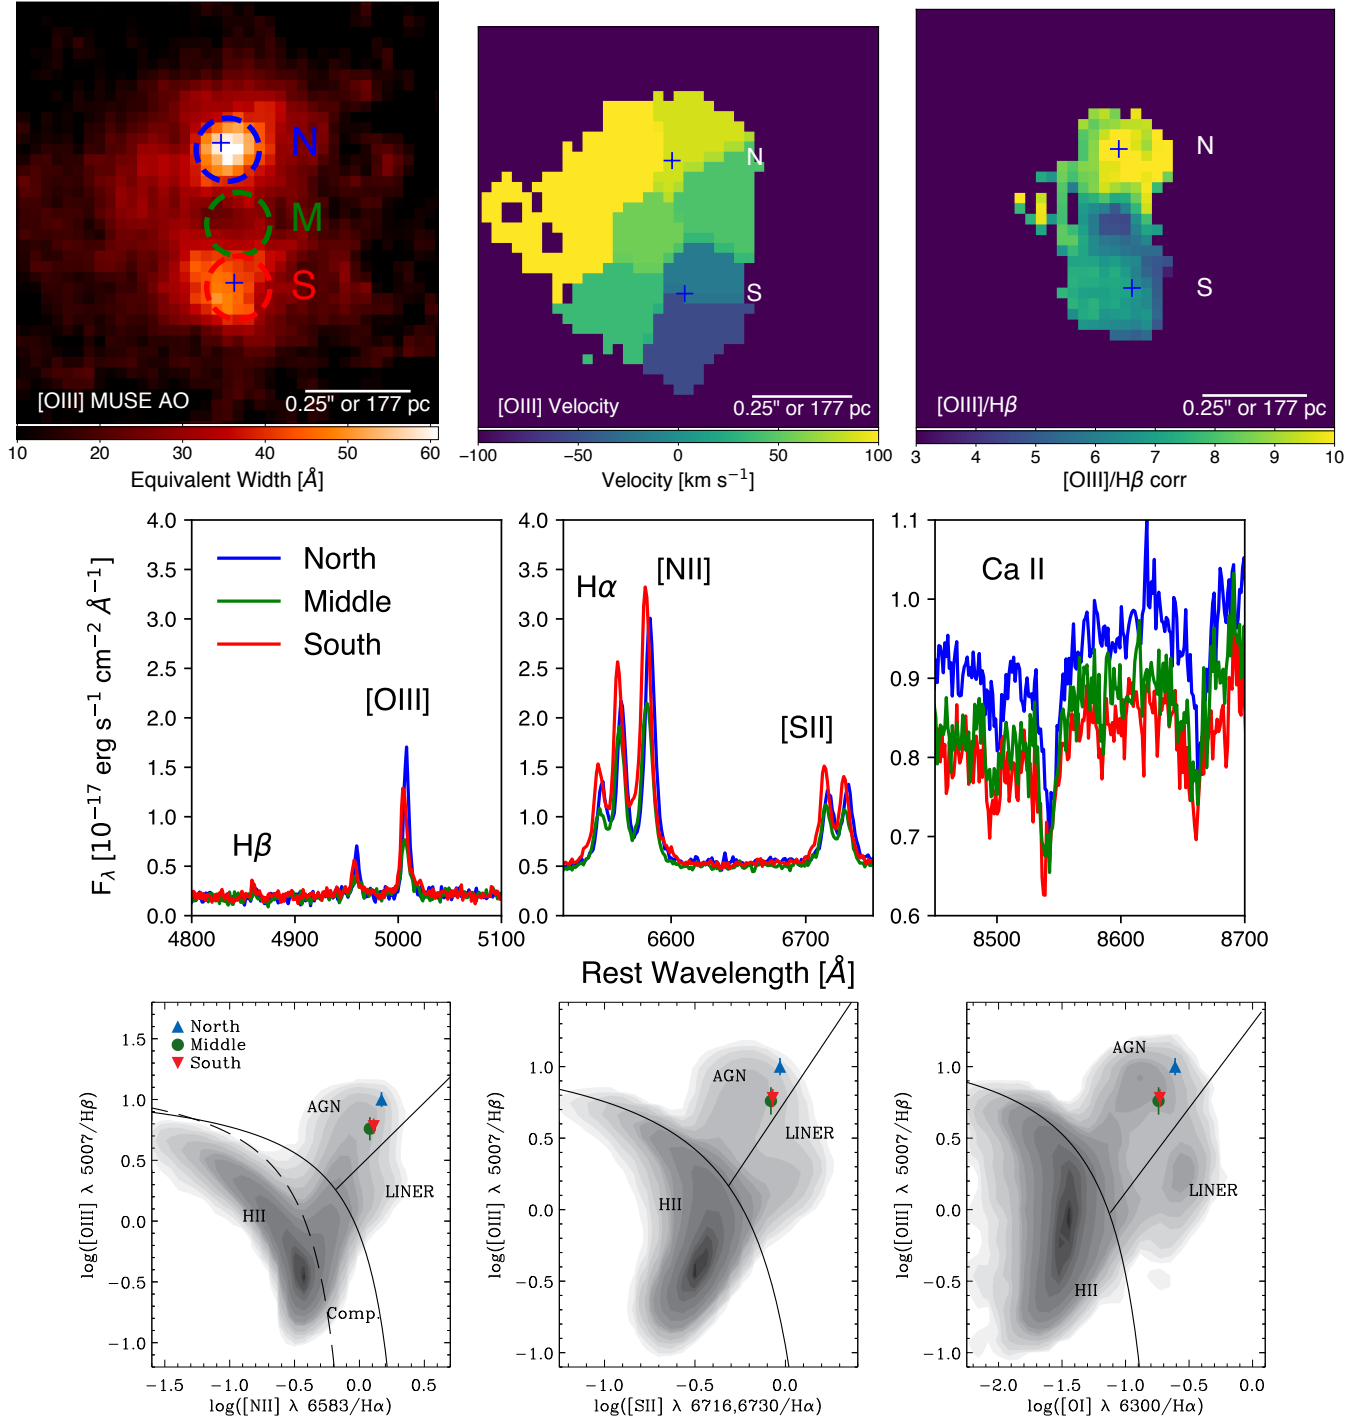 N
M
S
[OIII] MUSE AO
0.25" or 177 pc
10 20 30 40 50 60
Equivalent Width [Å]
N
S
[OIII] Velocity
0.25" or 177 pc
−100 −50 0 50 100
Velocity [km s⁻¹]
N
S
[OIII]/Hβ
0.25" or 177 pc
3 4 5 6 7 8 9 10
[OIII]/Hβ corr
F_λ [10⁻¹⁷ erg s⁻¹ cm⁻² Å⁻¹]
4.0
3.5
3.0
2.5
2.0
1.5
1.0
0.5
0.0
North
Middle
South
[OIII]
Hβ
4800 4900 5000 5100
4.0
3.5
3.0
2.5
2.0
1.5
1.0
0.5
0.0
Hα
[NII]
[SII]
6600 6700
1.1
1.0
0.9
0.8
0.7
0.6
Ca II
8500 8600 8700
Rest Wavelength [Å]
log([OIII] λ 5007/Hβ)
1.5
1.0
0.5
0.0
−0.5
−1.0
North
Middle
South
AGN
LINER
HII
Comp.
−1.5 −1.0 −0.5 0.0 0.5
log([NII] λ 6583/Hα)
log([OIII] λ 5007/Hβ)
1.0
0.5
0.0
−0.5
−1.0
AGN
LINER
HII
−1.0 −0.5 0.0
log([SII] λ 6716,6730/Hα)
log([OIII] λ 5007/Hβ)
1.0
0.5
0.0
−0.5
−1.0
AGN
LINER
HII
−2.0 −1.5 −1.0 −0.5 0.0
log([OI] λ 6300/Hα)